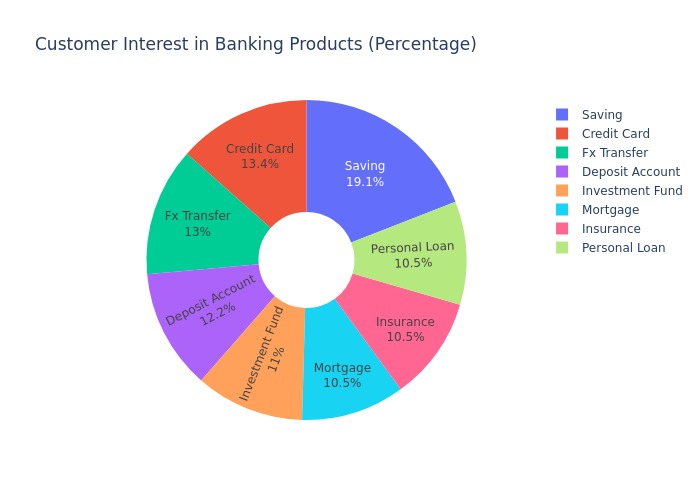 Customer Interest in Banking Products (Percentage)
Saving
19.1%
Credit Card
13.4%
Fx Transfer
13%
Deposit Account
12.2%
Investment Fund
11%
Mortgage
10.5%
Insurance
10.5%
Personal Loan
10.5%
Saving
Credit Card
Fx Transfer
Deposit Account
Investment Fund
Mortgage
Insurance
Personal Loan